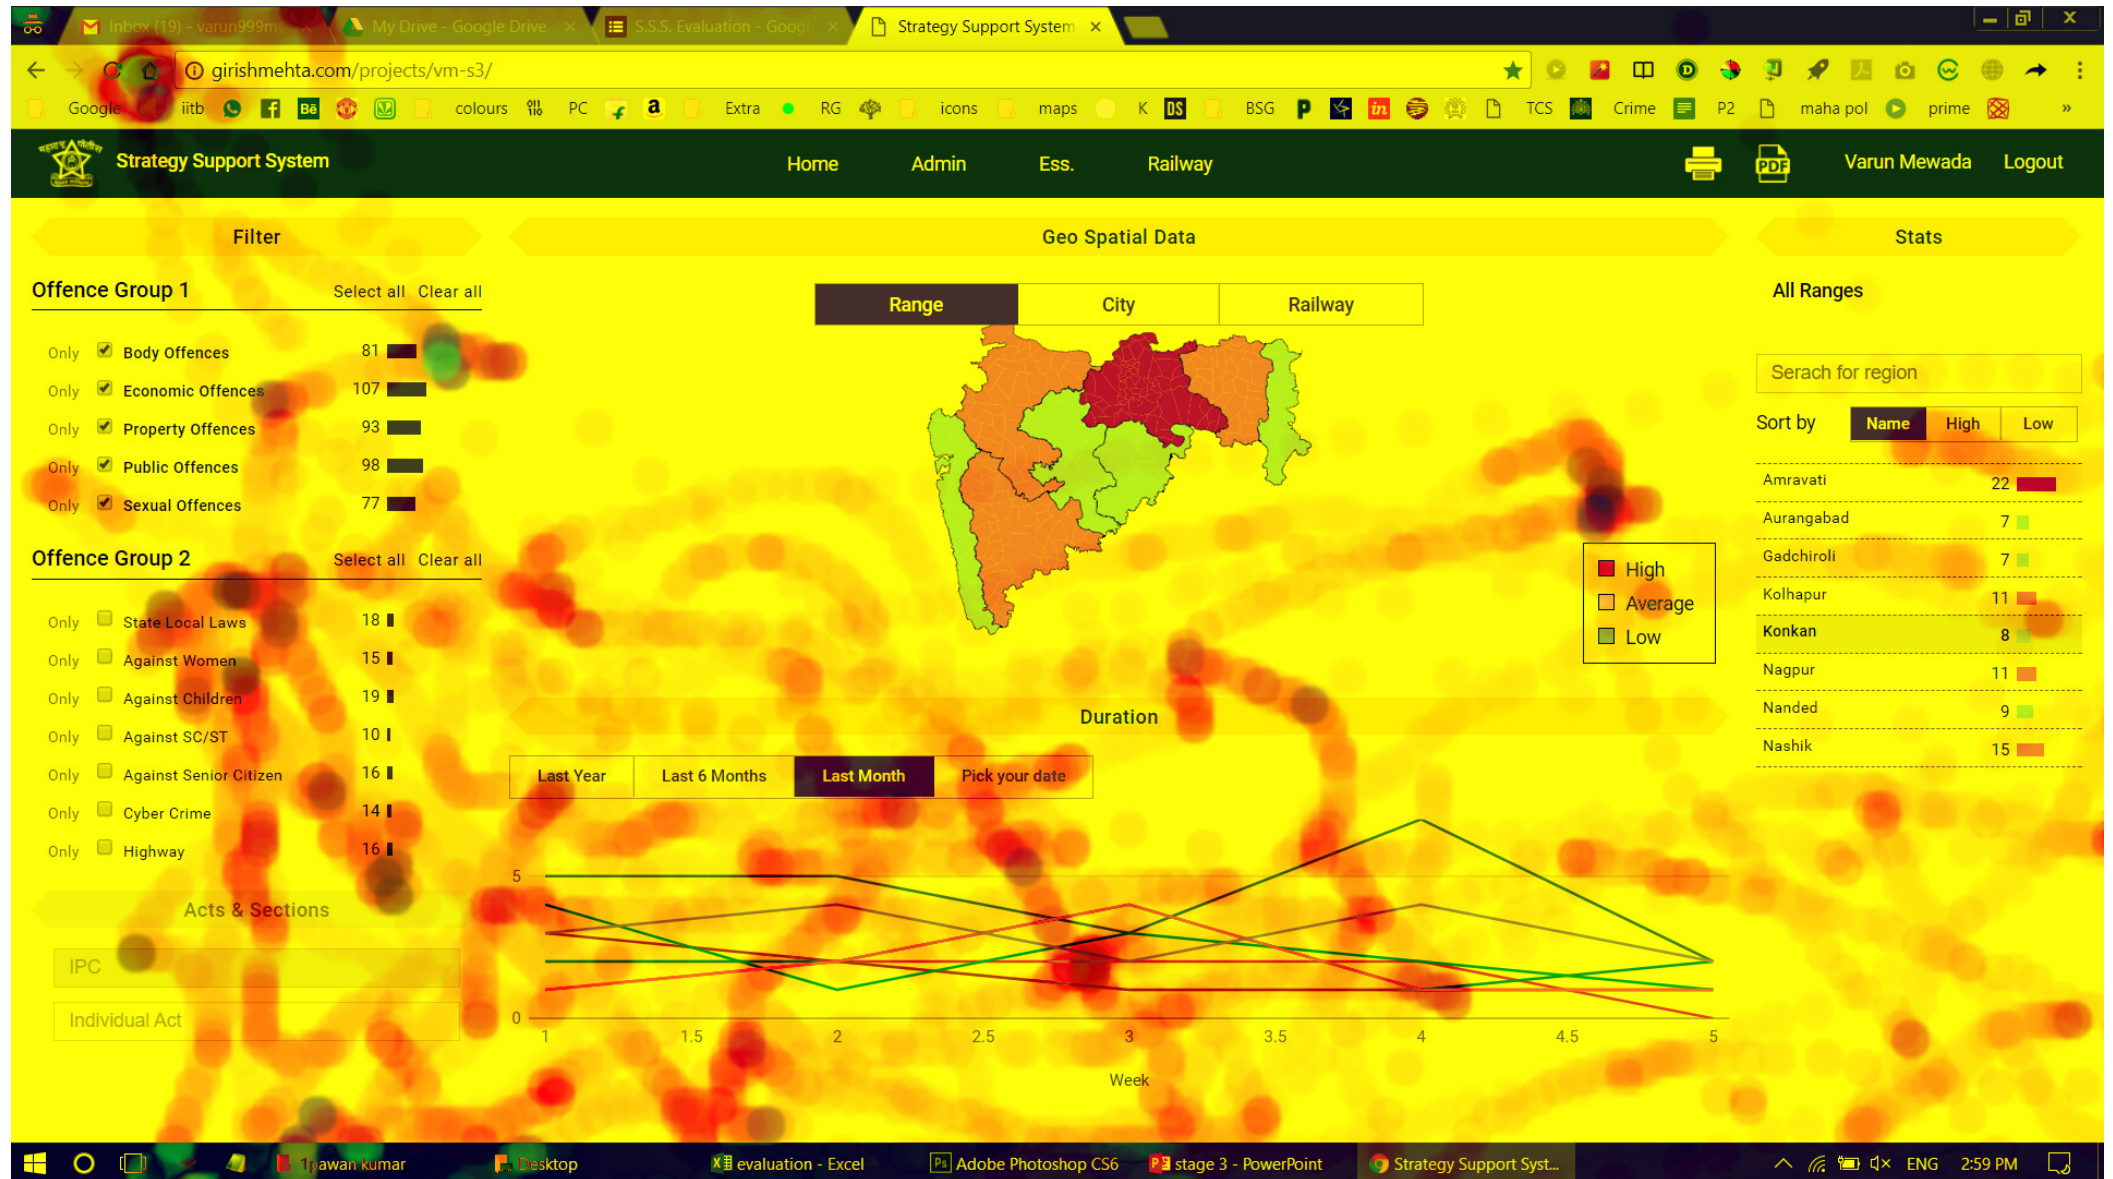 Inbox (19) - varun999m
My Drive - Google Drive
S.S.S. Evaluation - Goog
Strategy Support System
girishmehta.com/projects/vm-s3/
Google iitb Bē colours PC a Extra RG icons maps K DS BSG P in TCS Crime P2 maha pol prime »
Strategy Support System
Home Admin Ess. Railway
PDF
Varun Mewada Logout
Filter
Offence Group 1 Select all Clear all
Only Body Offences 81
Only Economic Offences 107
Only Property Offences 93
Only Public Offences 98
Only Sexual Offences 77
Offence Group 2 Select all Clear all
Only State Local Laws 18
Only Against Women 15
Only Against Children 19
Only Against SC/ST 10
Only Against Senior Citizen 16
Only Cyber Crime 14
Only Highway 16
Acts & Sections
IPC
Individual Act
Geo Spatial Data
Range City Railway
High
Average
Low
Duration
Last Year Last 6 Months Last Month Pick your date
5
0
1 1.5 2 2.5 3 3.5 4 4.5 5
Week
Stats
All Ranges
Serach for region
Sort by Name High Low
Amravati 22
Aurangabad 7
Gadchiroli 7
Kolhapur 11
Konkan 8
Nagpur 11
Nanded 9
Nashik 15
1pawan kumar Desktop evaluation - Excel Ps Adobe Photoshop CS6 stage 3 - PowerPoint Strategy Support Syst... ENG 2:59 PM